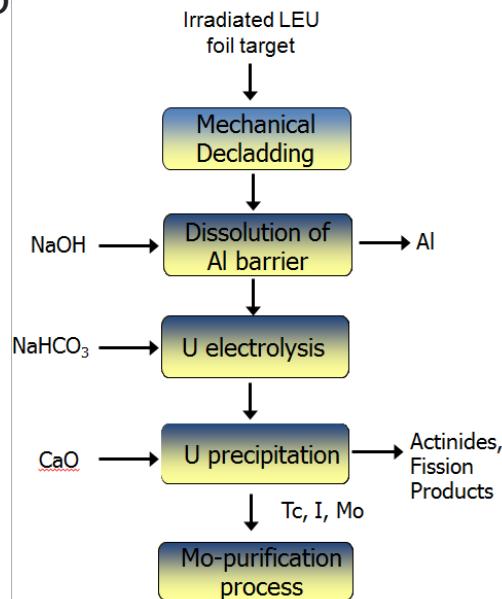 Irradiated LEU
foil target
Mechanical
Decladding
NaOH
Dissolution of
Al barrier
Al
NaHCO₃
U electrolysis
CaO
U precipitation
Actinides,
Fission
Products
Tc, I, Mo
Mo-purification
process